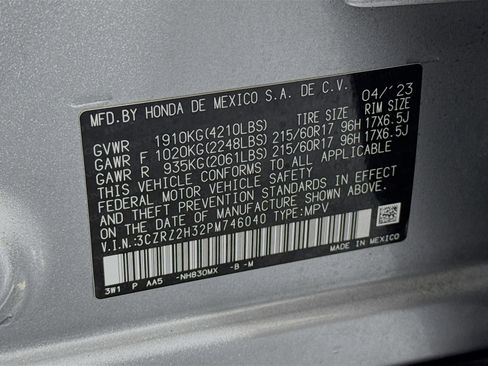 MFD.BY HONDA DE MEXICO S.A. DE C.V. 04/'23
TIRE SIZE RIM SIZE
GVWR 1910KG(4210LBS)
GAWR F 1020KG(2248LBS) 215/60R17 96H 17X6.5J
GAWR R 935KG(2061LBS) 215/60R17 96H 17X6.5J
THIS VEHICLE CONFORMS TO ALL APPLICABLE
FEDERAL MOTOR VEHICLE SAFETY
AND THEFT PREVENTION STANDARDS IN EFFECT
ON THE DATE OF MANUFACTURE SHOWN ABOVE.
V.I.N.:3CZRZ2H32PM746040 TYPE:MPV
MADE IN MEXICO
3W1 P AA5 -NH830MX -B -M